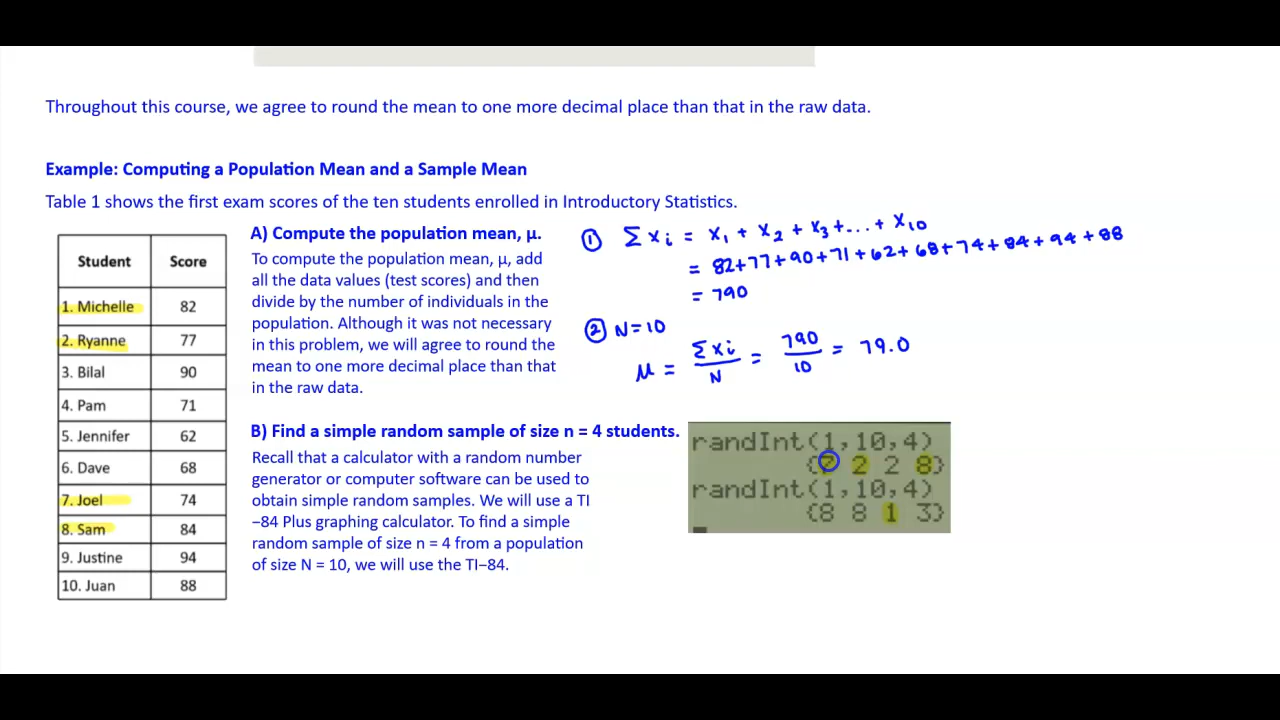 Throughout this course, we agree to round the mean to one more decimal place than that in the raw data.
Example: Computing a Population Mean and a Sample Mean
Table 1 shows the first exam scores of the ten students enrolled in Introductory Statistics.
Student Score
1. Michelle 82
2. Ryanne 77
3. Bilal 90
4. Pam 71
5. Jennifer 62
6. Dave 68
7. Joel 74
8. Sam 84
9. Justine 94
10. Juan 88
A) Compute the population mean, μ.
To compute the population mean, μ, add
all the data values (test scores) and then
divide by the number of individuals in the
population. Although it was not necessary
in this problem, we will agree to round the
mean to one more decimal place than that
in the raw data.
① Σxi = x1 + x2 + x3 + ... + x10
= 82+77+90+71+62+68+74+84+94+88
= 790
② N=10
μ = Σxi/N = 790/10 = 79.0
B) Find a simple random sample of size n = 4 students.
Recall that a calculator with a random number
generator or computer software can be used to
obtain simple random samples. We will use a TI
−84 Plus graphing calculator. To find a simple
random sample of size n = 4 from a population
of size N = 10, we will use the TI−84.
randInt(1,10,4)
{7 2 2 8}
randInt(1,10,4)
{8 8 1 3}